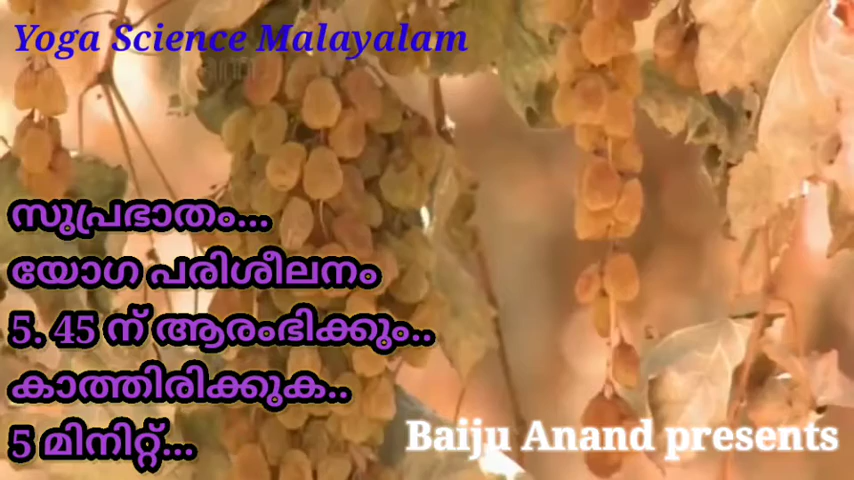 Yoga Science Malayalam
സുപ്രഭാതം...
യോഗ പരിശീലനം
5. 45 ന് ആരംഭിക്കും..
കാത്തിരിക്കുക..
5 മിനിറ്റ്...
Baiju Anand presents